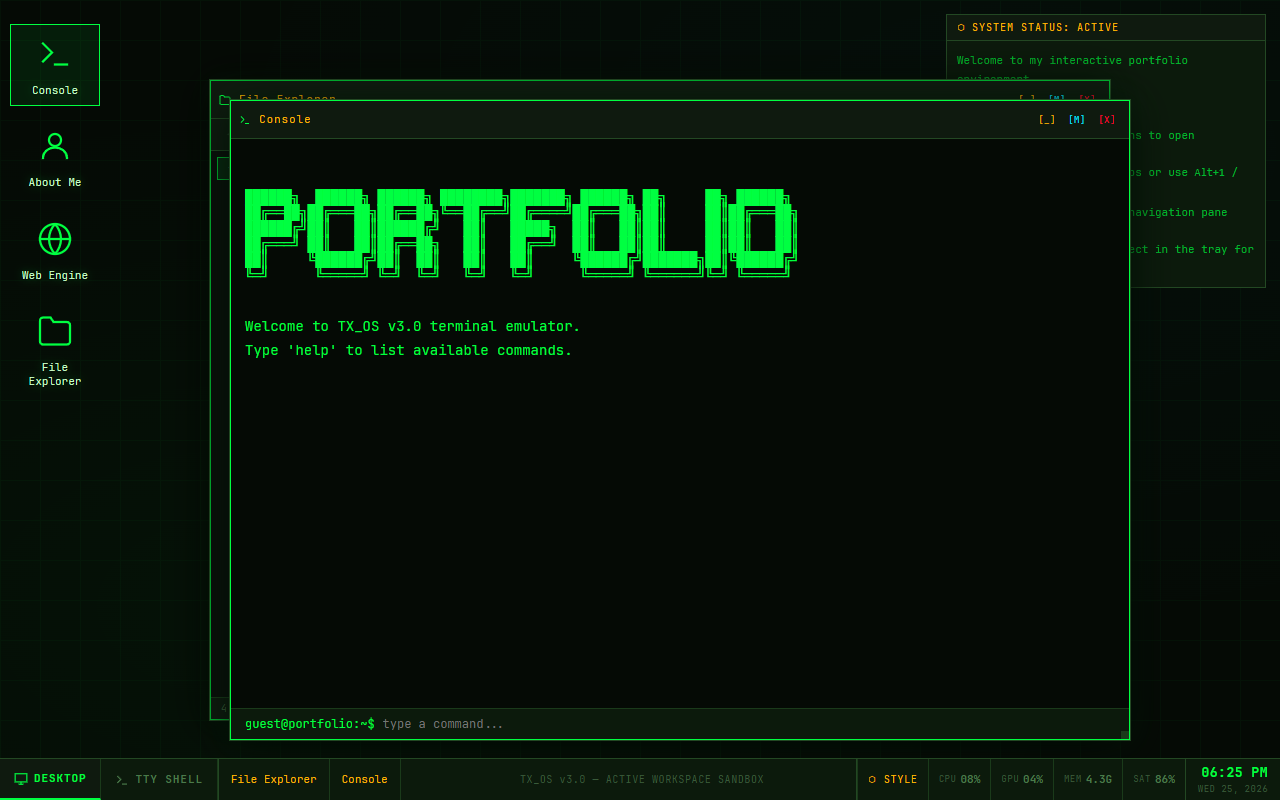 Console
About Me
Web Engine
File
Explorer
SYSTEM STATUS: ACTIVE
Welcome to my interactive portfolio
environment
ns to open
os or use Alt+1 /
navigation pane
ect in the tray for
File Explorer
[_] [M] [X]
>_ Console
[_] [M] [X]
PORTFOLIO
Welcome to TX_OS v3.0 terminal emulator.
Type 'help' to list available commands.
guest@portfolio:~$ type a command...
DESKTOP
>_ TTY SHELL
File Explorer
Console
TX_OS v3.0 — ACTIVE WORKSPACE SANDBOX
STYLE
CPU 08%
GPU 04%
MEM 4.3G
SAT 86%
06:25 PM
WED 25, 2026